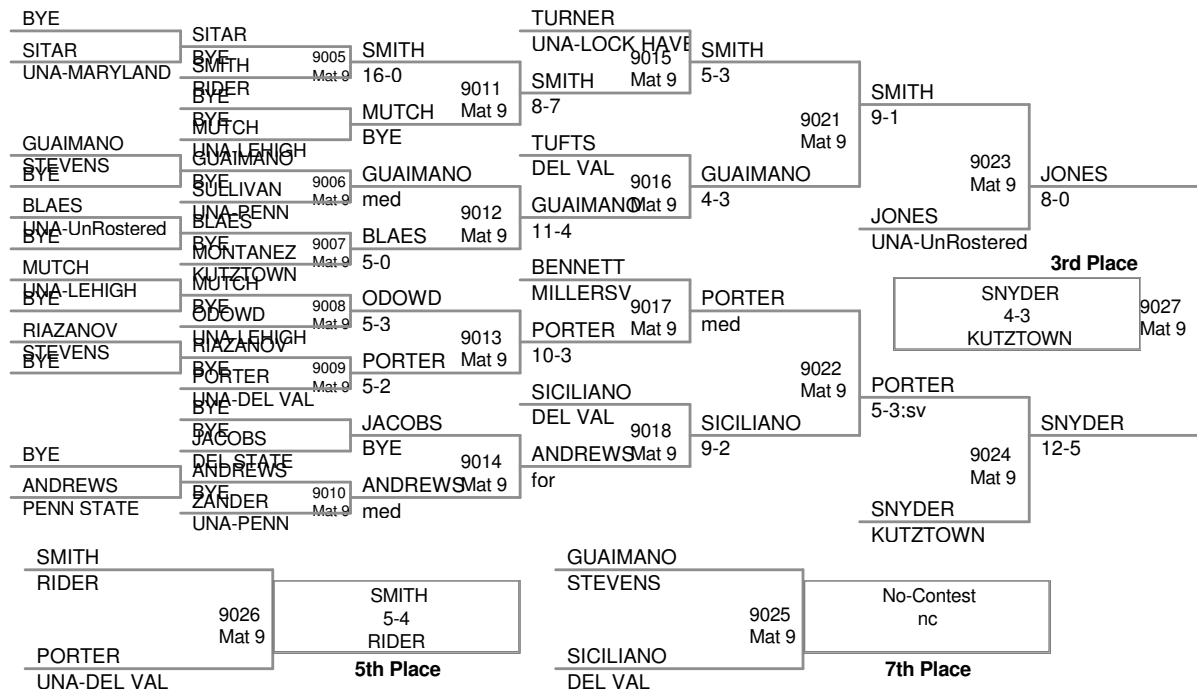 BYE
SITAR
UNA-MARYLAND
GUAIMANO
STEVENS
BYE
BLAES
UNA-UnRostered
BYE
MUTCH
UNA-LEHIGH
BYE
RIAZANOV
STEVENS
BYE
BYE
ANDREWS
PENN STATE
SITAR
BYE
9005
Mat 9
SMITH
RIDER
BYE
BYE
MUTCH
UNA-LEHIGH
GUAIMANO
BYE
9006
Mat 9
SULLIVAN
UNA-PENN
BLAES
BYE
9007
Mat 9
MONTANEZ
KUTZTOWN
MUTCH
BYE
9008
Mat 9
ODOWD
UNA-LEHIGH
RIAZANOV
BYE
9009
Mat 9
PORTER
UNA-DEL VAL
BYE
BYE
JACOBS
DEL STATE
ANDREWS
BYE
9010
Mat 9
ZANDER
UNA-PENN
SMITH
16-0
9011
Mat 9
MUTCH
BYE
GUAIMANO
med
9012
Mat 9
BLAES
5-0
ODOWD
5-3
9013
Mat 9
PORTER
5-2
JACOBS
BYE
9014
Mat 9
ANDREWS
med
TURNER
UNA-LOCK HAVE
9015
Mat 9
SMITH
8-7
TUFTS
DEL VAL
9016
Mat 9
GUAIMANO
11-4
BENNETT
MILLERSV
9017
Mat 9
PORTER
10-3
SICILIANO
DEL VAL
9018
Mat 9
ANDREWS
for
SMITH
5-3
9021
Mat 9
GUAIMANO
4-3
PORTER
med
9022
Mat 9
SICILIANO
9-2
SMITH
9-1
9023
Mat 9
JONES
UNA-UnRostered
PORTER
5-3:sv
9024
Mat 9
SNYDER
KUTZTOWN
JONES
8-0
3rd Place
SNYDER
4-3
KUTZTOWN
9027
Mat 9
SNYDER
12-5
SMITH
RIDER
9026
Mat 9
PORTER
UNA-DEL VAL
SMITH
5-4
RIDER
5th Place
GUAIMANO
STEVENS
9025
Mat 9
SICILIANO
DEL VAL
No-Contest
nc
7th Place